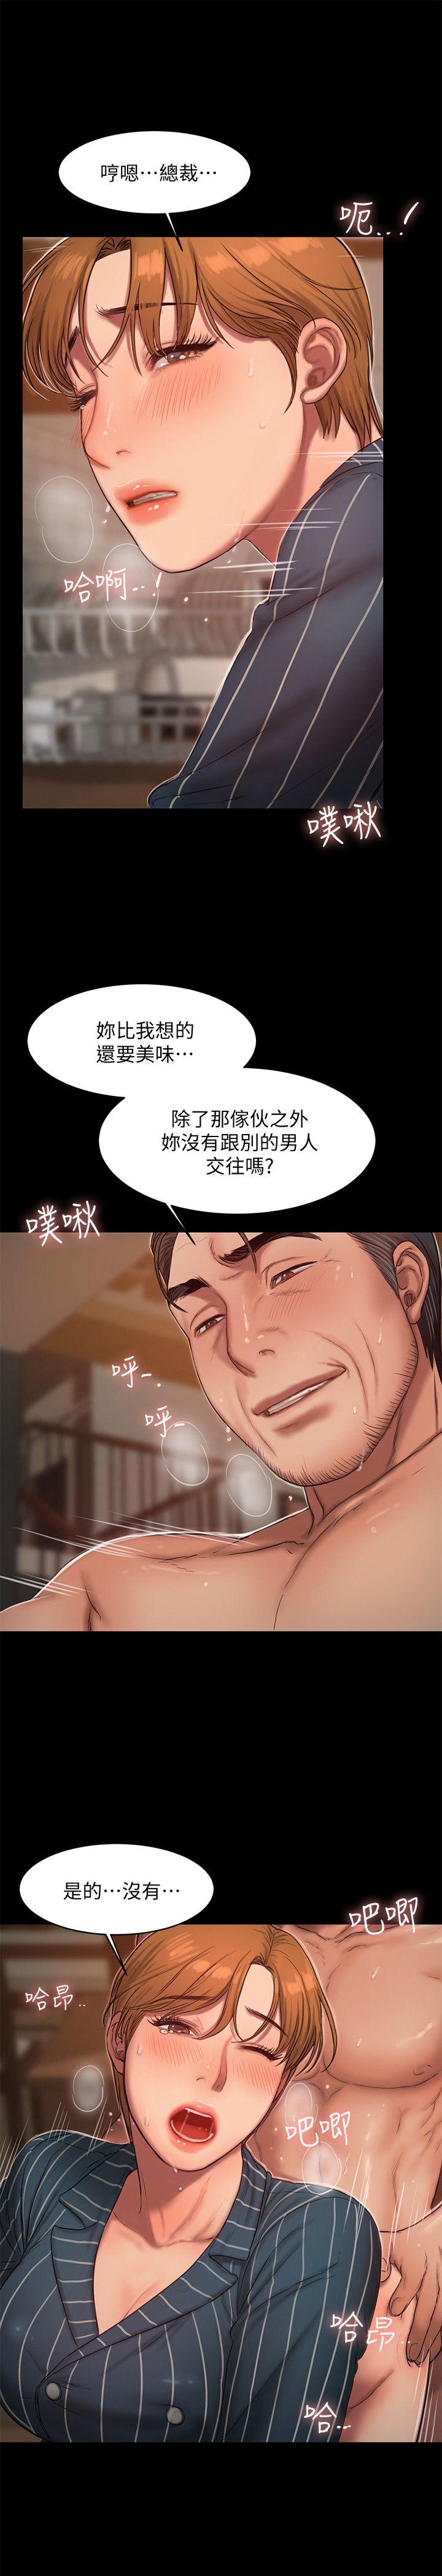 哼嗯⋯總裁⋯
呃...!
哈啊...!
噗啾
妳比我想的
還要美味⋯
除了那傢伙之外
妳沒有跟別的男人
交往嗎?
噗啾
呼~.
呼~
是的⋯沒有⋯
吧唧
哈昂..
吧唧
哈昂..
哈..